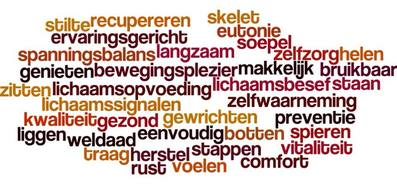 stilte recupereren skelet
ervaringsgericht eutonie
spanningsbalans langzaam soepel zelfzorg helen
genieten bewegingsplezier makkelijk bruikbaar
zitten lichaamsopvoeding lichaamsbesef staan
lichaamssignalen zelfwaarneming
kwaliteit gezond gewrichten preventie
liggen weldaad eenvoudig botten spieren
traag herstel stappen vitaliteit
rust voelen comfort